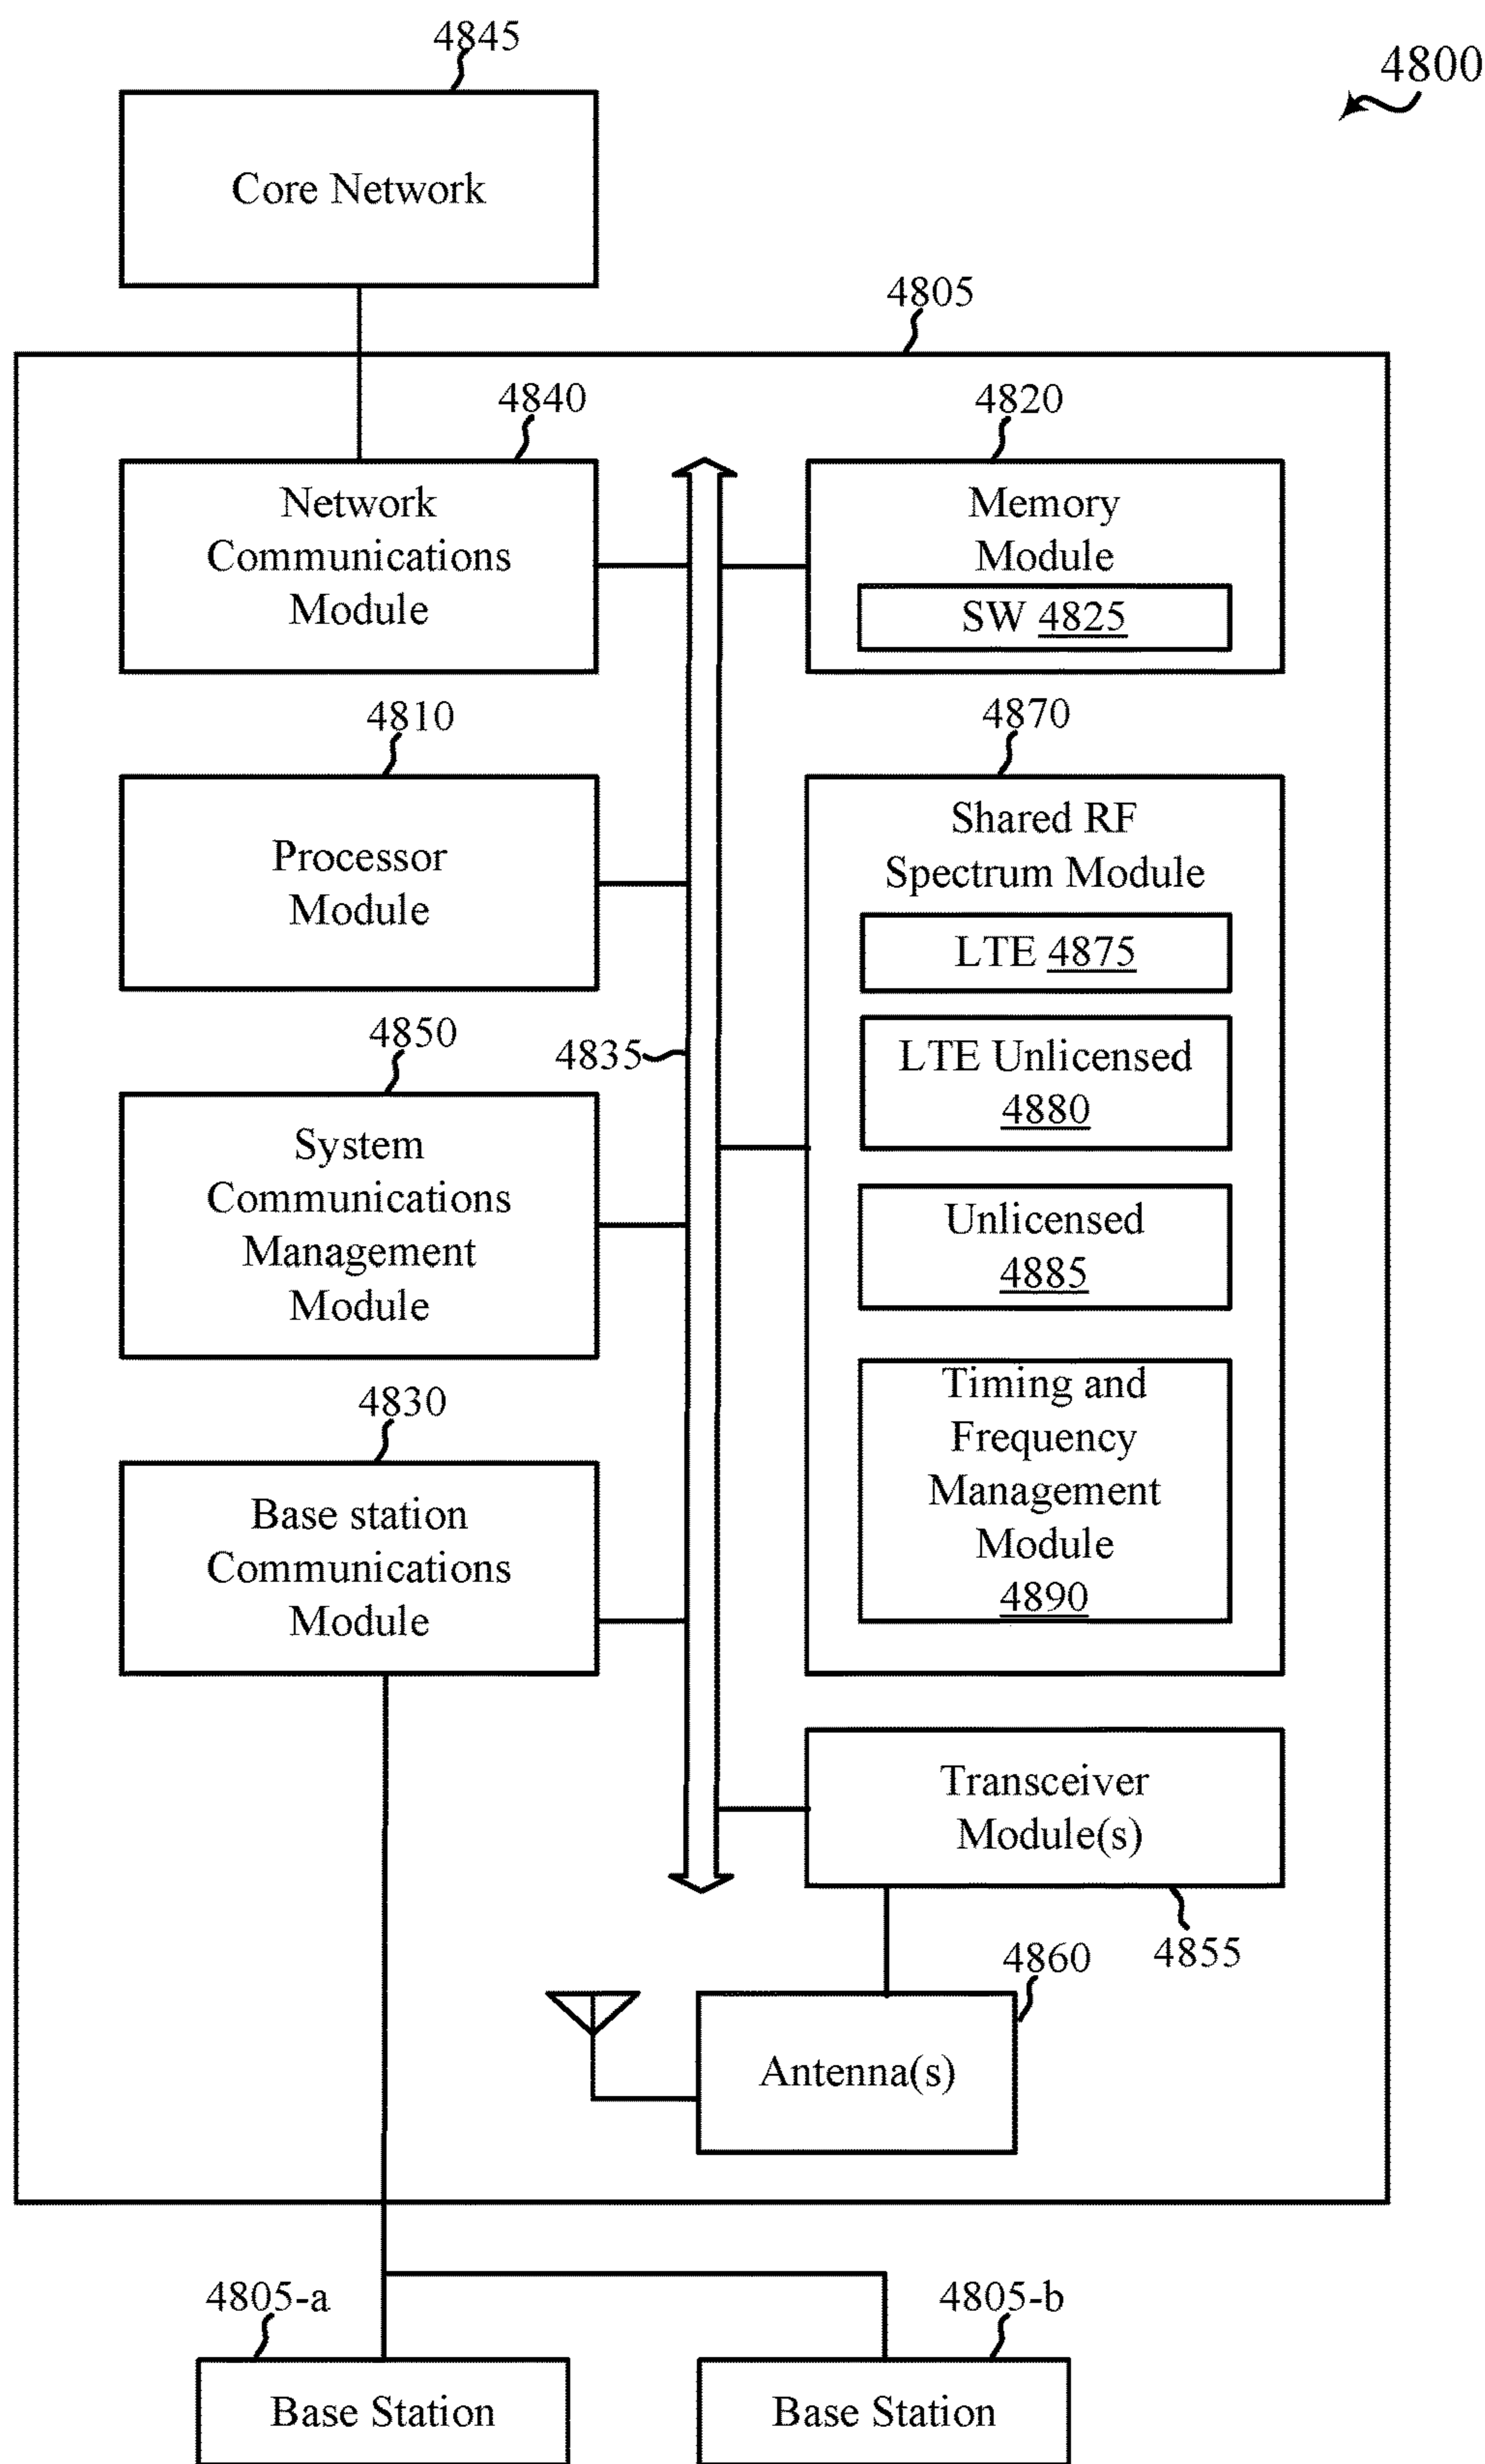 4845
4800
Core Network
4805
4840
Network
Communications
Module
4820
Memory
Module
SW 4825
4810
Processor
Module
4870
Shared RF
Spectrum Module
LTE 4875
LTE Unlicensed
4880
Unlicensed
4885
Timing and
Frequency
Management
Module
4890
4850
4835
System
Communications
Management
Module
4830
Base station
Communications
Module
Transceiver
Module(s)
4855
4860
Antenna(s)
4805-a
4805-b
Base Station
Base Station